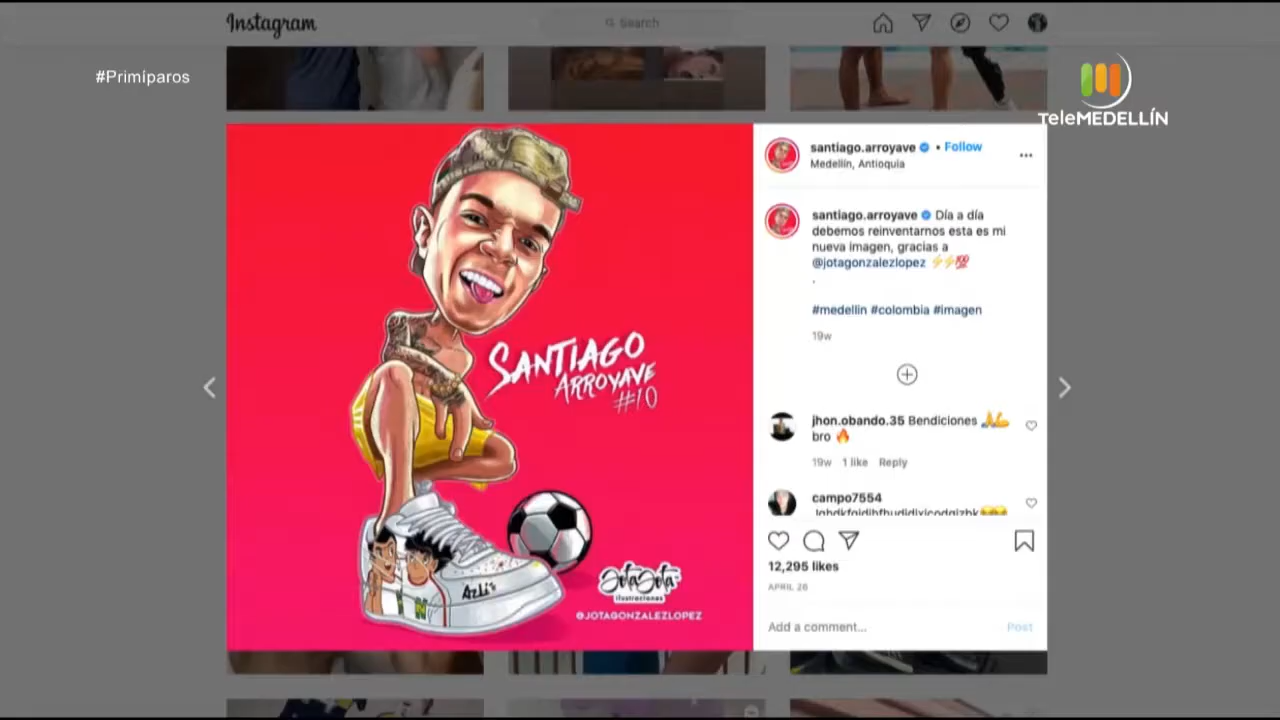 Instagram
Search
#Primíparos
TeleMEDELLÍN
SANTIAGO
ARROYAVE
#10
Azli's
JotaJota
ilustraciones
@JOTAGONZALEZLOPEZ
santiago.arroyave • Follow
Medellín, Antioquia
santiago.arroyave Día a día
debemos reinventarnos esta es mi
nueva imagen, gracias a
@jotagonzalezlopez ⚡⚡💯
.
#medellin #colombia #imagen
19w
jhon.obando.35 Bendiciones 🙏💪
bro 🔥
19w 1 like Reply
campo7554
12,295 likes
APRIL 26
Add a comment...
Post